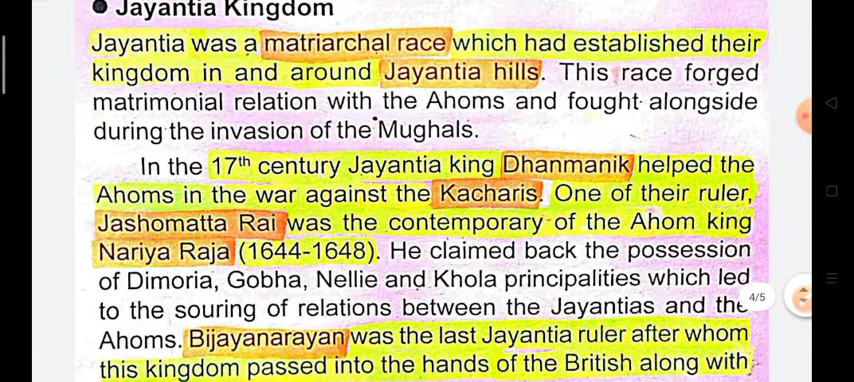 ● Jayantia Kingdom
Jayantia was a matriarchal race which had established their
kingdom in and around Jayantia hills. This race forged
matrimonial relation with the Ahoms and fought alongside
during the invasion of the Mughals.
In the 17th century Jayantia king Dhanmanik helped the
Ahoms in the war against the Kacharis. One of their ruler,
Jashomatta Rai was the contemporary of the Ahom king
Nariya Raja (1644-1648). He claimed back the possession
of Dimoria, Gobha, Nellie and Khola principalities which led
to the souring of relations between the Jayantias and the
4/5
Ahoms. Bijayanarayan was the last Jayantia ruler after whom
this kingdom passed into the hands of the British along with